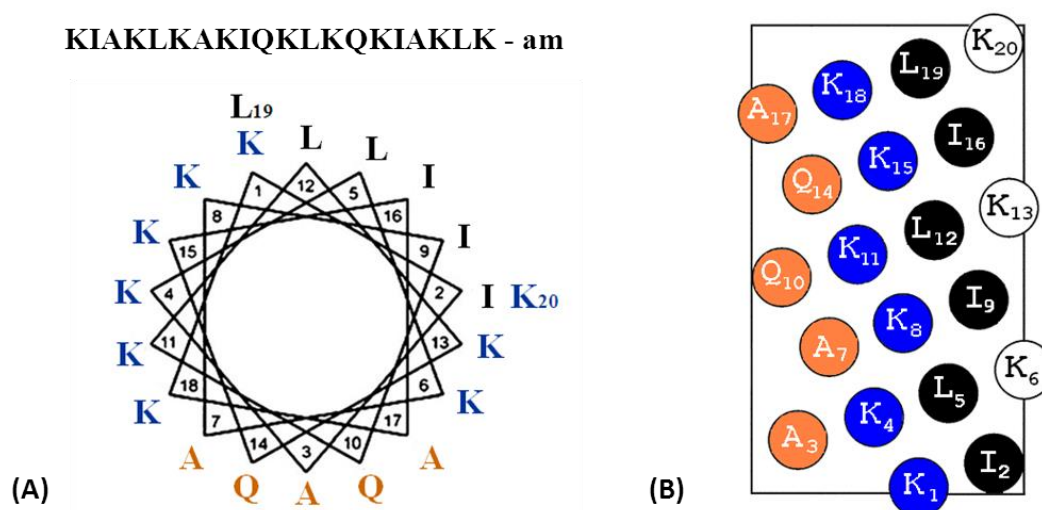 KIAKLKAKIQKLKQKIAKLK - am
L19
K L L
K 1 12 5 I
8 16
K 15 9 I
K 4 2 I K20
K 11 13 K
K 18 6 K
7 17
14 3 10
A Q A Q A
(A)
K20
L19
K18
A17
I16
K15
Q14
K13
L12
K11
Q10
I9
K8
A7
K6
L5
K4
A3
I2
K1
(B)